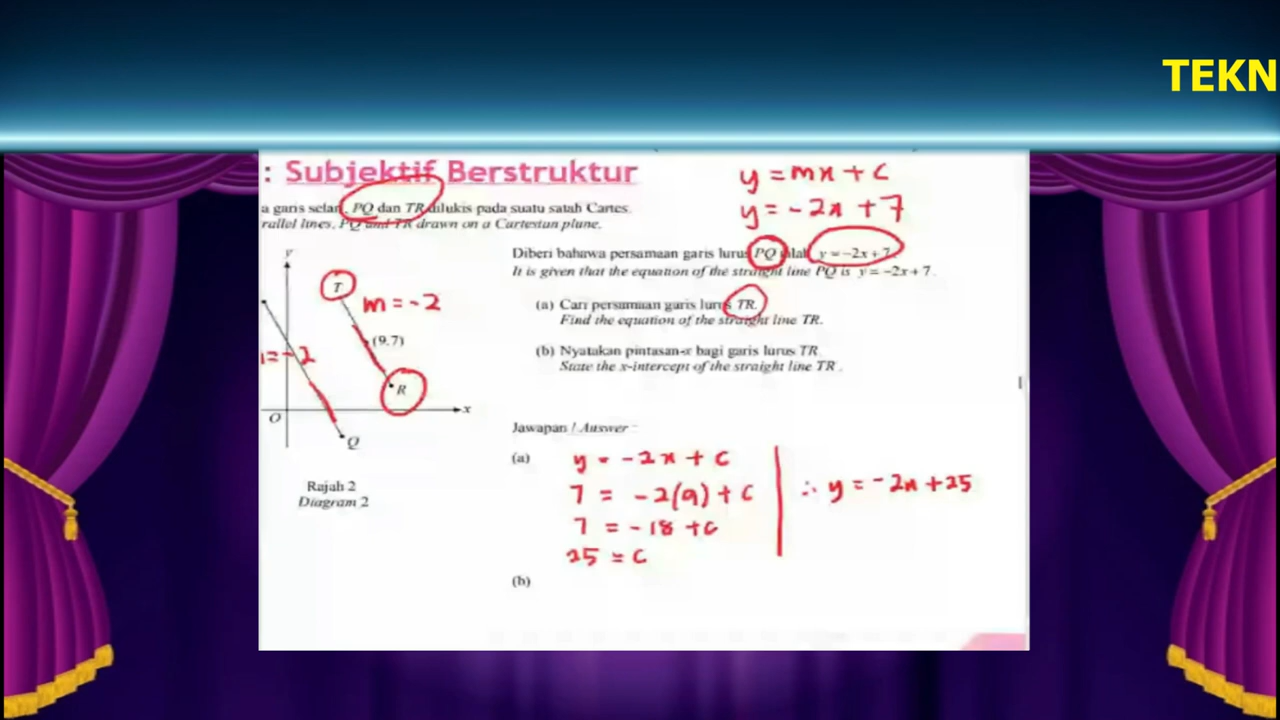 TEKN
: Subjektif Berstruktur
a garis selari, PQ dan TR dilukis pada suatu satah Cartes.
rallel lines, PQ and TR drawn on a Cartestan plane.
y = mx + c
y = -2x + 7
Diberi bahawa persamaan garis lurus PQ ialah y = -2x + 7.
It is given that the equation of the straight line PQ is y = -2x + 7.
(a) Cari persamaan garis lurus TR.
Find the equation of the straight line TR.
(b) Nyatakan pintasan-x bagi garis lurus TR
State the x-intercept of the straight line TR.
y
T
m = -2
(9.7)
= -2
R
O
x
Q
Rajah 2
Diagram 2
Jawapan / Answer :
(a)
y = -2x + c
7 = -2(9) + c
7 = -18 + c
25 = c
∴ y = -2x + 25
(b)